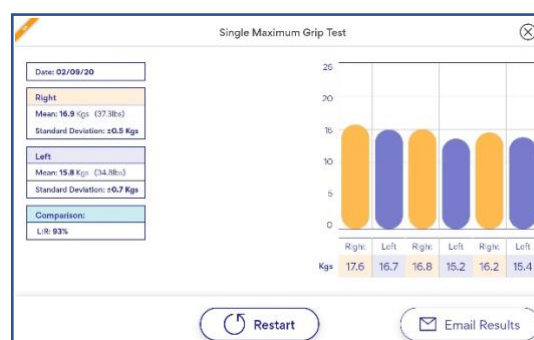 Single Maximum Grip Test
Date: 02/09/20
Right
Mean: 16.9 Kgs (37.3lbs)
Standard Deviation: ±0.5 Kgs
Left
Mean: 15.8 Kgs (34.8lbs)
Standard Deviation: ±0.7 Kgs
Comparison:
L:R: 93%
25
20
15
10
5
0
Right Left Right Left Right Left
Kgs 17.6 16.7 16.8 15.2 16.2 15.4
Restart
Email Results